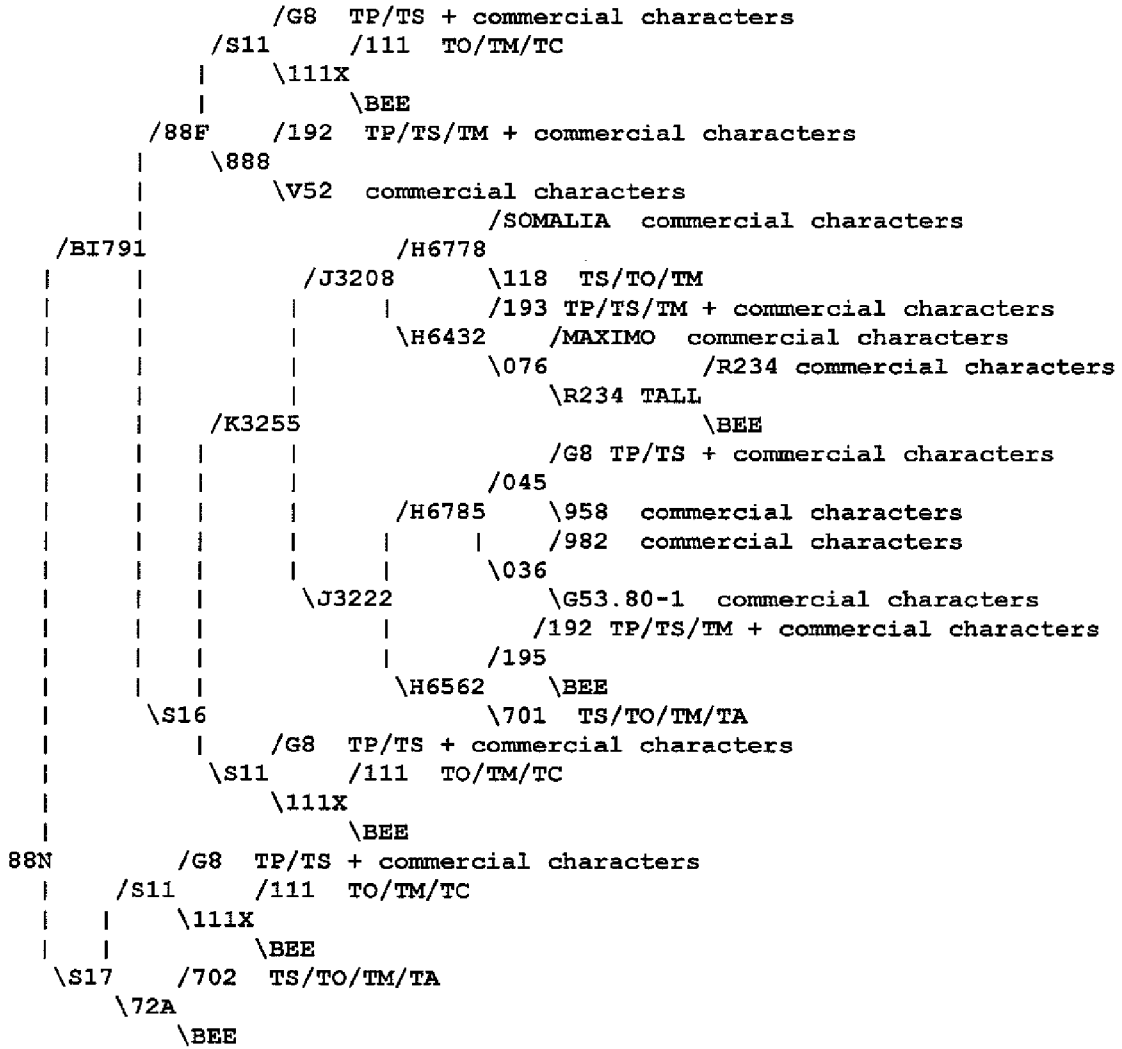 /G8 TP/TS + commercial characters
/S11 /111 TO/TM/TC
| \111X
| \BEE
/88F /192 TP/TS/TM + commercial characters
| \888
| \V52 commercial characters
| /SOMALIA commercial characters
/BI791 /H6778
| | /J3208 \118 TS/TO/TM
| | | | /193 TP/TS/TM + commercial characters
| | | \H6432 /MAXIMO commercial characters
| | | \076 /R234 commercial characters
| | | \R234 TALL
| | /K3255 \BEE
| | | | /G8 TP/TS + commercial characters
| | | | /045
| | | | /H6785 \958 commercial characters
| | | | | | /982 commercial characters
| | | | | \036
| | | \J3222 \G53.80-1 commercial characters
| | | | /192 TP/TS/TM + commercial characters
| | | | /195
| | | \H6562 \BEE
| \S16 \701 TS/TO/TM/TA
| | /G8 TP/TS + commercial characters
| \S11 /111 TO/TM/TC
| \111X
| \BEE
88N /G8 TP/TS + commercial characters
| /S11 /111 TO/TM/TC
| | \111X
| | \BEE
\S17 /702 TS/TO/TM/TA
\72A
\BEE